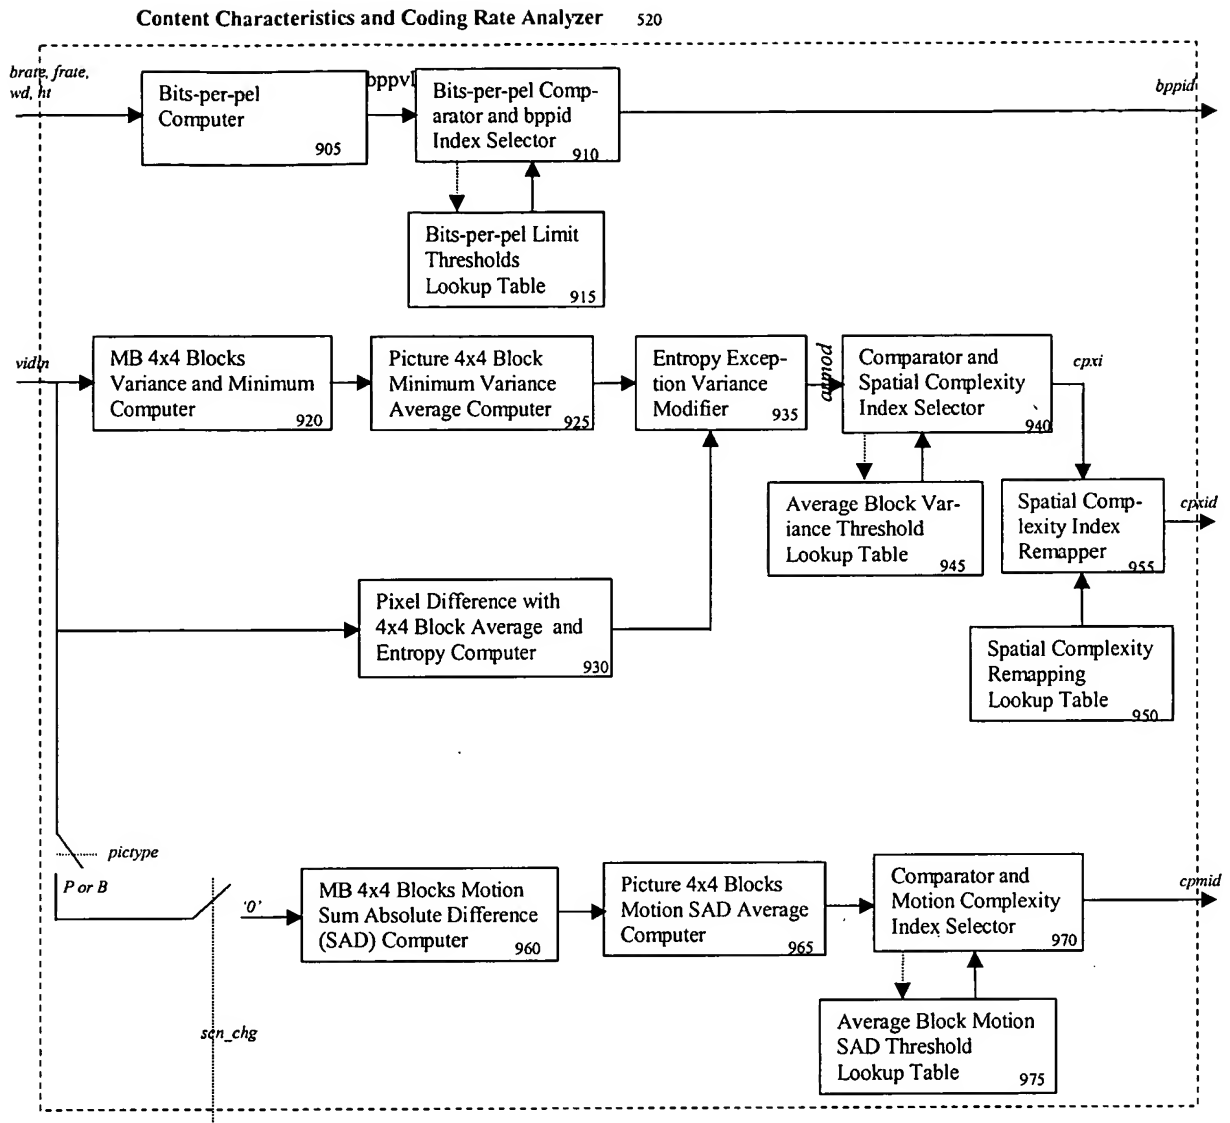 Content Characteristics and Coding Rate Analyzer 520
brate, frate,
wd, ht
Bits-per-pel
Computer
905
bppvl
Bits-per-pel Comp-
arator and bppid
Index Selector
910
bppid
Bits-per-pel Limit
Thresholds
Lookup Table
915
vidin
MB 4x4 Blocks
Variance and Minimum
Computer
920
Picture 4x4 Block
Minimum Variance
Average Computer
925
Entropy Excep-
tion Variance
Modifier
935
Comparator and
Spatial Complexity
Index Selector
940
cpxi
Average Block Var-
iance Threshold
Lookup Table
945
Spatial Comp-
lexity Index
Remapper
955
cpxid
Pixel Difference with
4x4 Block Average and
Entropy Computer
930
Spatial Complexity
Remapping
Lookup Table
950
pictype
P or B
'0'
MB 4x4 Blocks Motion
Sum Absolute Difference
(SAD) Computer
960
Picture 4x4 Blocks
Motion SAD Average
Computer
965
Comparator and
Motion Complexity
Index Selector
970
cpmid
scn_chg
Average Block Motion
SAD Threshold
Lookup Table
975